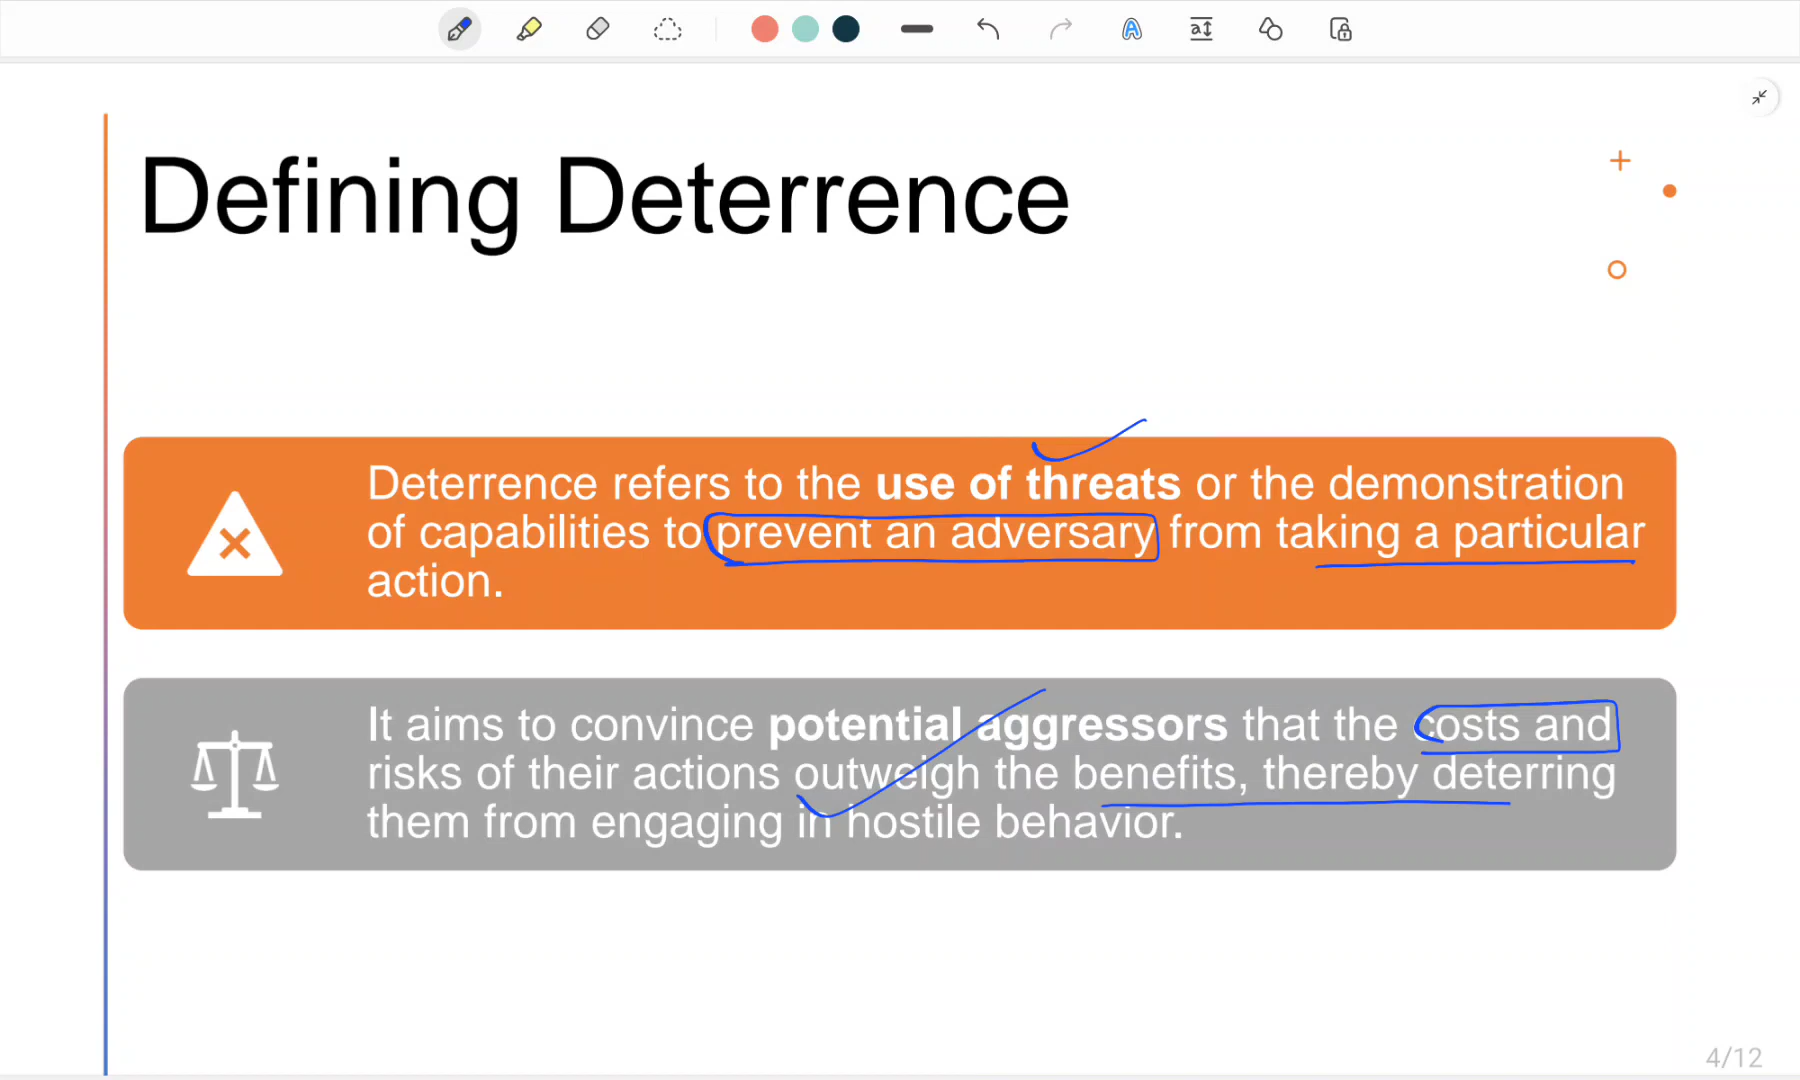 Defining Deterrence
Deterrence refers to the use of threats or the demonstration
of capabilities to prevent an adversary from taking a particular
action.
It aims to convince potential aggressors that the costs and
risks of their actions outweigh the benefits, thereby deterring
them from engaging in hostile behavior.
4/12